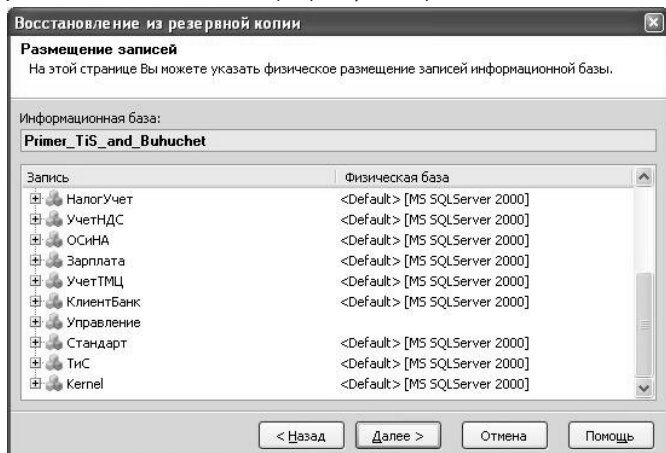 Восстановление из резервной копии
Размещение записей
На этой странице Вы можете указать физическое размещение записей информационной базы.
Информационная база:
Primer_TiS_and_Buhuchet
Запись Физическая база
НалогУчет <Default> [MS SQLServer 2000]
УчетНДС <Default> [MS SQLServer 2000]
ОСиНА <Default> [MS SQLServer 2000]
Зарплата <Default> [MS SQLServer 2000]
УчетТМЦ <Default> [MS SQLServer 2000]
КлиентБанк <Default> [MS SQLServer 2000]
Управление
Стандарт <Default> [MS SQLServer 2000]
ТиС <Default> [MS SQLServer 2000]
Kernel <Default> [MS SQLServer 2000]
< Назад Далее > Отмена Помощь